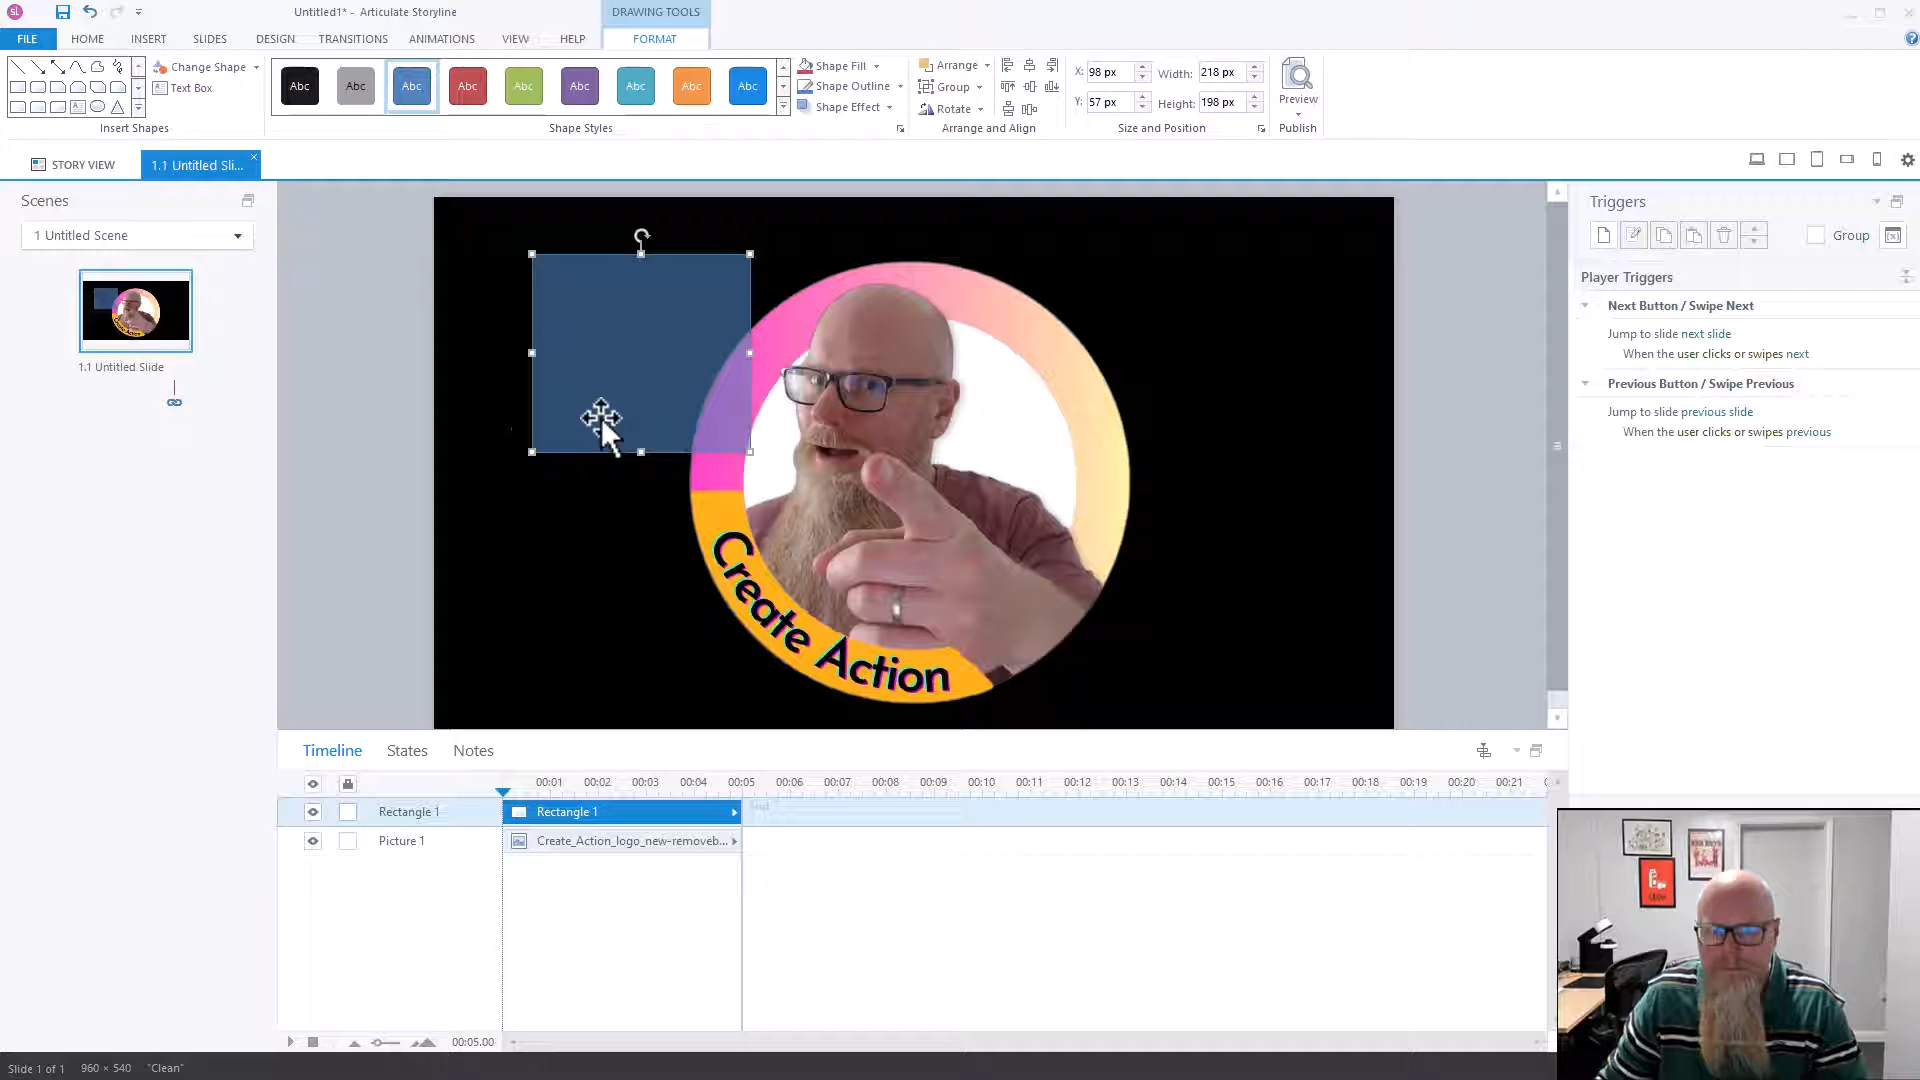 Untitled1* - Articulate Storyline
DRAWING TOOLS
FILE HOME INSERT SLIDES DESIGN TRANSITIONS ANIMATIONS VIEW HELP FORMAT
Change Shape
Text Box
Insert Shapes
Abc Abc Abc Abc Abc Abc Abc Abc Abc
Shape Styles
Shape Fill
Shape Outline
Shape Effect
Arrange
Group
Rotate
Arrange and Align
X: 98 px Width: 218 px
Y: 57 px Height: 198 px
Size and Position
Preview
Publish
STORY VIEW
1.1 Untitled Sli...
Scenes
1 Untitled Scene
1.1 Untitled Slide
Create Action
Triggers
Group
Player Triggers
Next Button / Swipe Next
Jump to slide next slide
When the user clicks or swipes next
Previous Button / Swipe Previous
Jump to slide previous slide
When the user clicks or swipes previous
Timeline States Notes
00:01 00:02 00:03 00:04 00:05 00:06 00:07 00:08 00:09 00:10 00:11 00:12 00:13 00:14 00:15 00:16 00:17 00:18 00:19 00:20 00:21
Rectangle 1 Rectangle 1
Picture 1 Create_Action_logo_new-removeb...
00:05.00
Slide 1 of 1 960 × 540 "Clean"